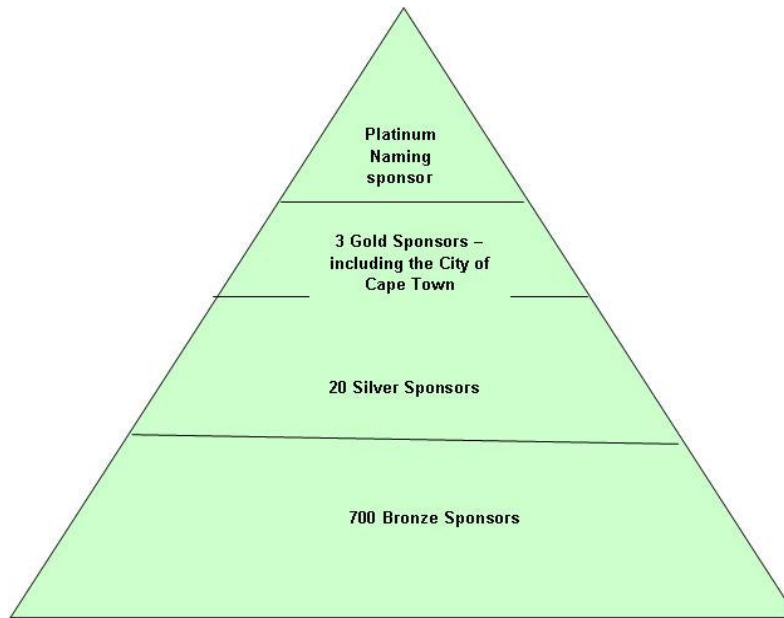 Platinum
Naming
sponsor
3 Gold Sponsors –
including the City of
Cape Town
20 Silver Sponsors
700 Bronze Sponsors